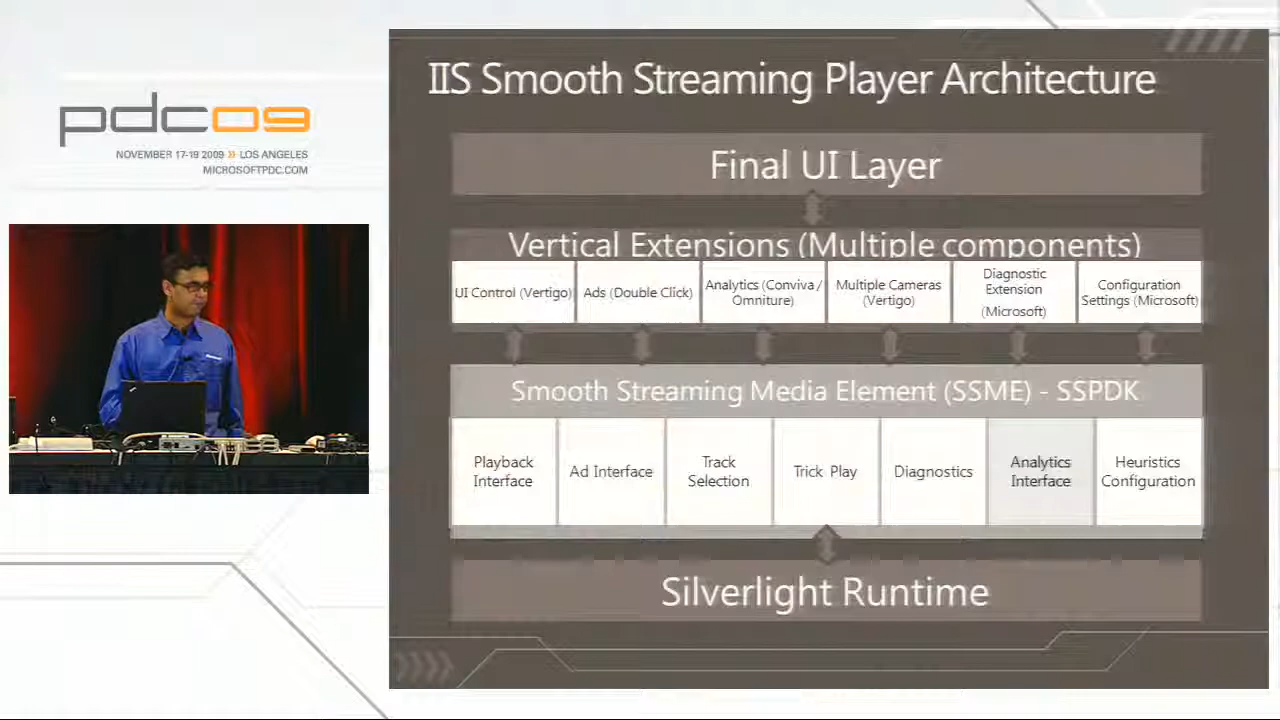 pdc09
NOVEMBER 17-19 2009 » LOS ANGELES
MICROSOFTPDC.COM
IIS Smooth Streaming Player Architecture
Final UI Layer
Vertical Extensions (Multiple components)
UI Control (Vertigo)
Ads (Double Click)
Analytics (Conviva /
Omniture)
Multiple Cameras
(Vertigo)
Diagnostic
Extension
(Microsoft)
Configuration
Settings (Microsoft)
Smooth Streaming Media Element (SSME) - SSPDK
Playback
Interface
Ad Interface
Track
Selection
Trick Play
Diagnostics
Analytics
Interface
Heuristics
Configuration
Silverlight Runtime